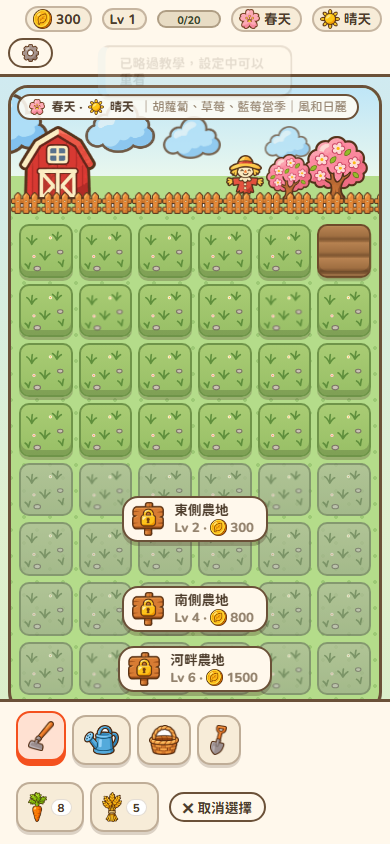 300 Lv 1 0/20 春天 晴天
已略過教學，設定中可以
重看
春天 · 晴天 ｜胡蘿蔔、草莓、藍莓當季｜風和日麗
東側農地
Lv 2 · 300
南側農地
Lv 4 · 800
河畔農地
Lv 6 · 1500
8 5 ✕ 取消選擇